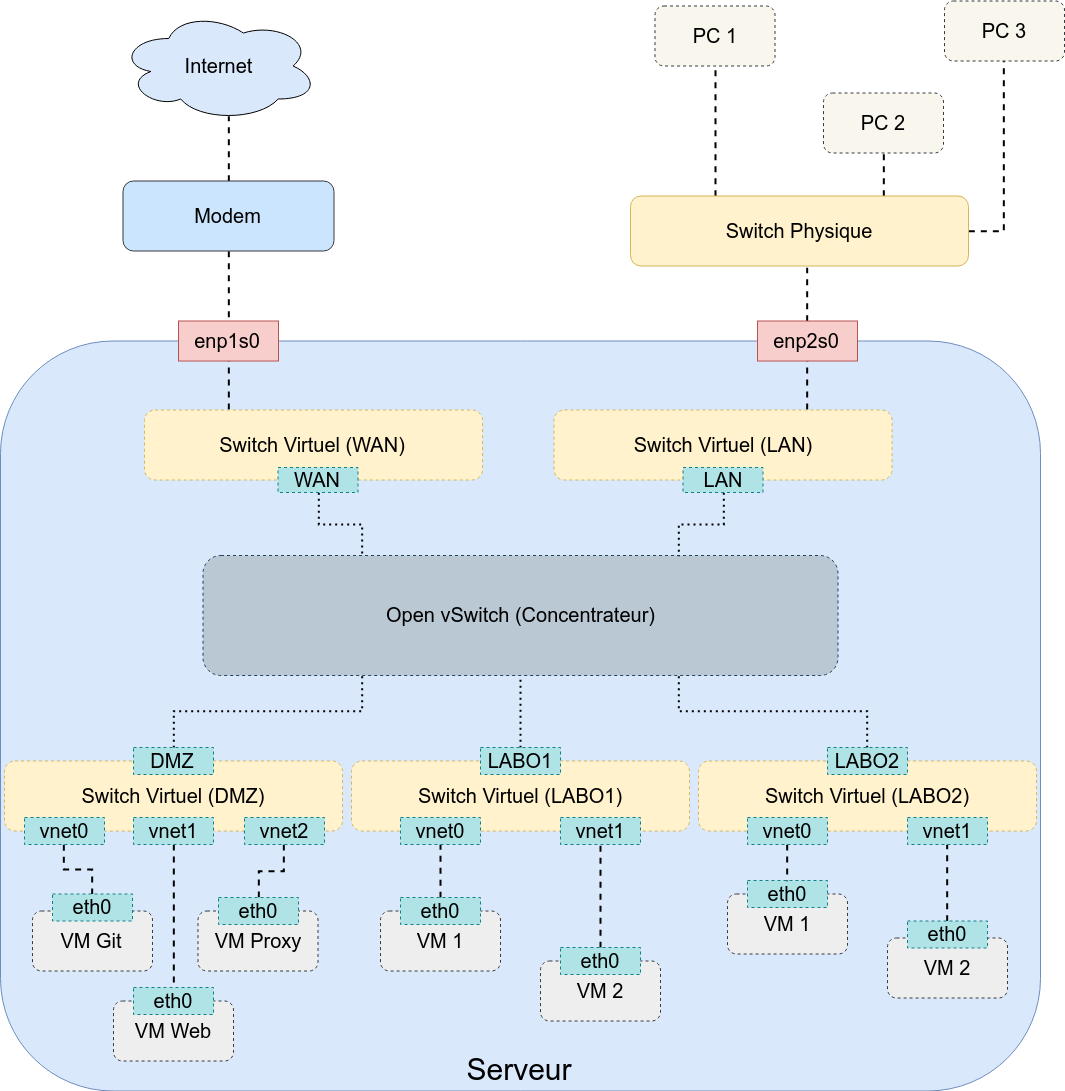 PC 3
PC 1
Internet
PC 2
Modem
Switch Physique
enp1s0
enp2s0
Switch Virtuel (WAN)
WAN
Switch Virtuel (LAN)
LAN
Open vSwitch (Concentrateur)
DMZ
LABO1
LABO2
Switch Virtuel (DMZ)
Switch Virtuel (LABO1)
Switch Virtuel (LABO2)
vnet0
vnet1
vnet2
vnet0
vnet1
vnet0
vnet1
eth0
VM Git
eth0
VM Proxy
eth0
VM 1
eth0
VM 1
eth0
VM 2
eth0
VM 2
eth0
VM Web
Serveur